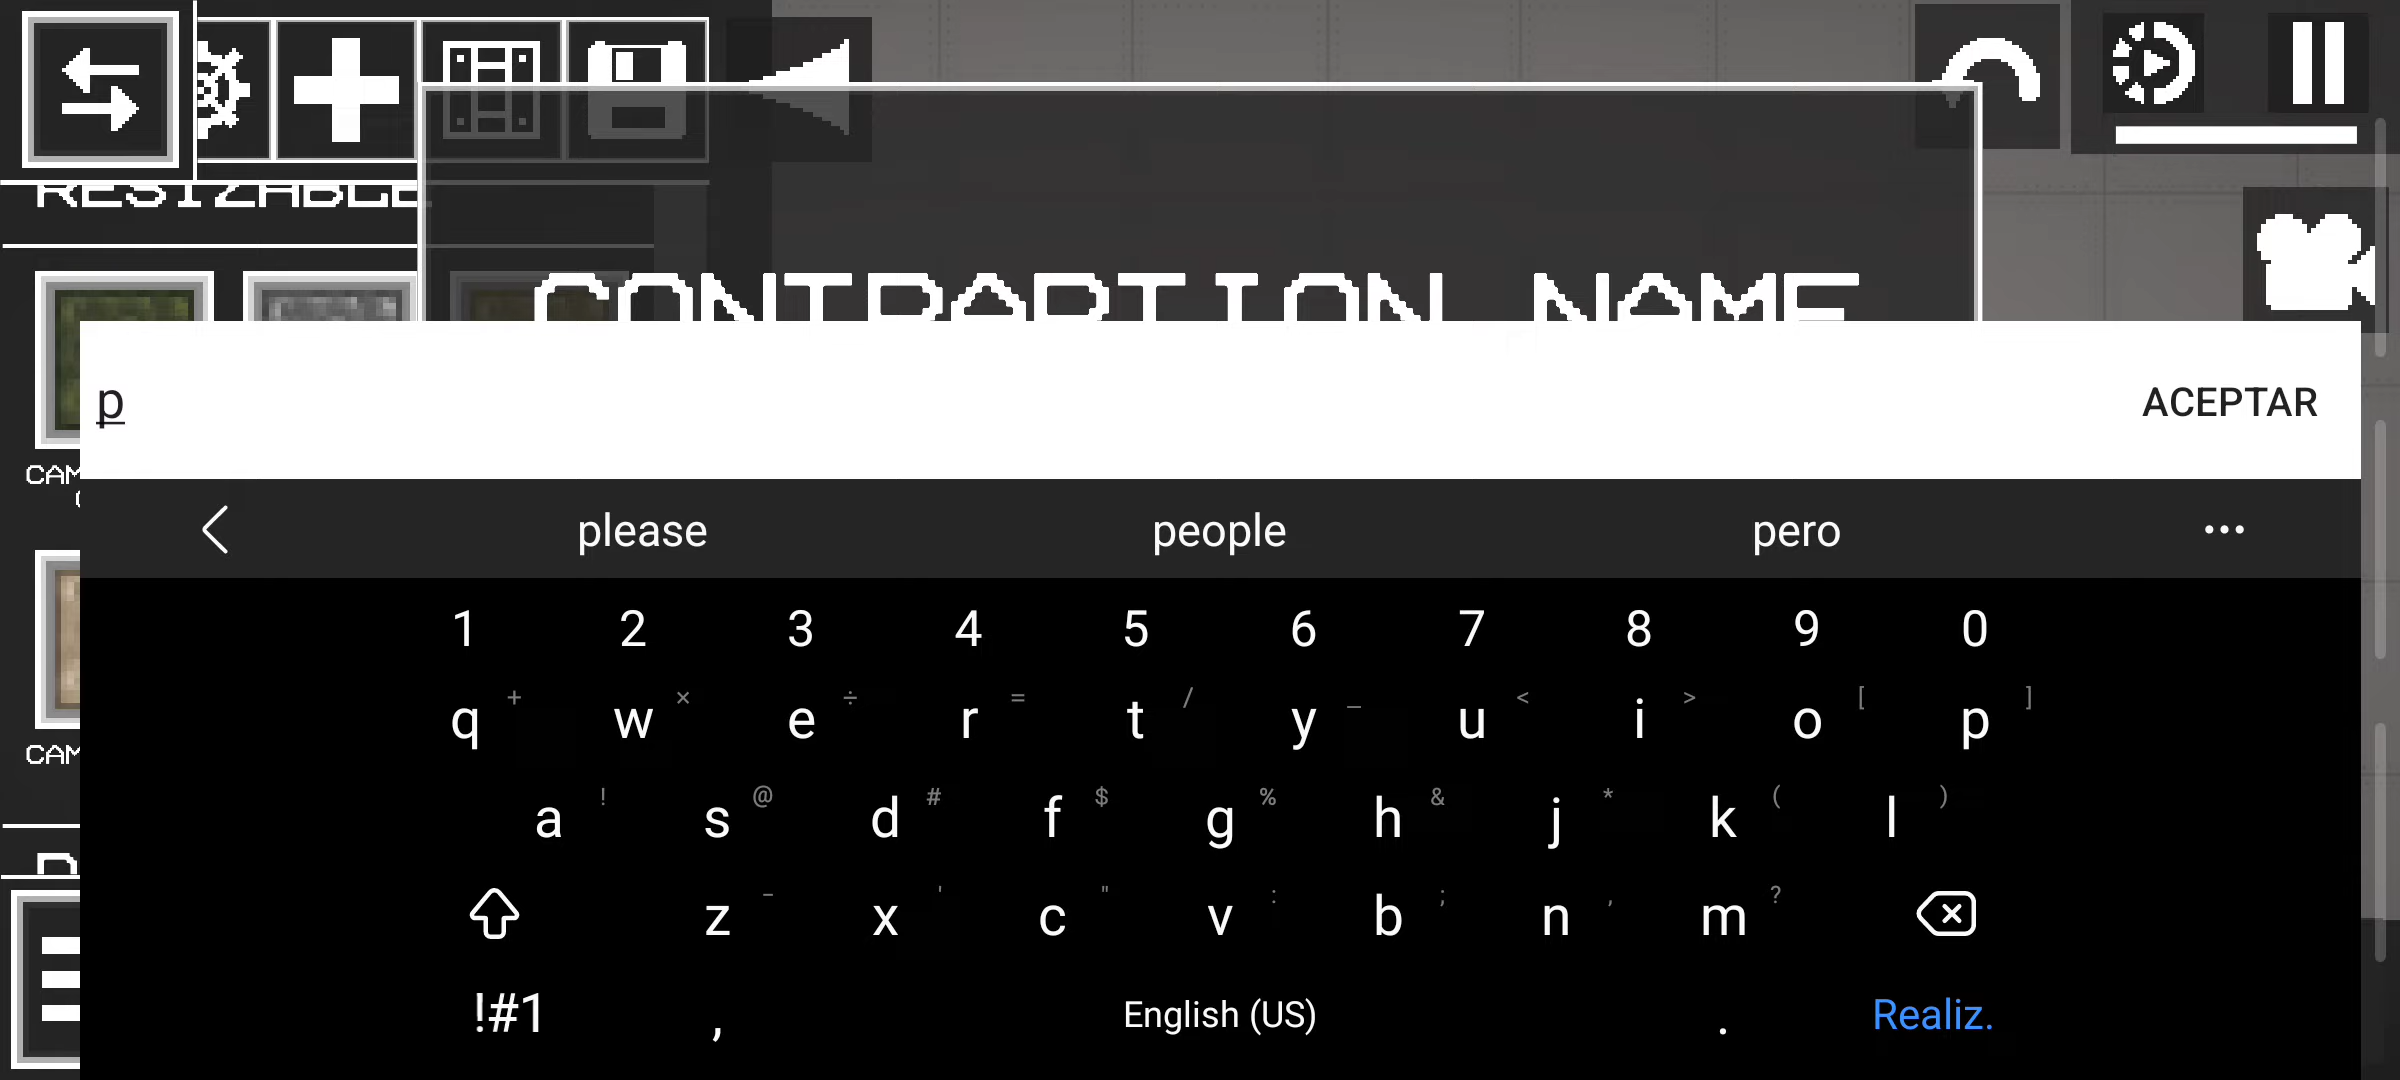 RESIZABLE
CONTRAPTION NAME
p
ACEPTAR
CAM
CAM
please people pero ...
1 2 3 4 5 6 7 8 9 0
q + w × e ÷ r = t / y _ u < i > o [ p ]
a ! s @ d # f $ g % h & j * k ( l )
z - x ' c " v : b ; n , m ?
!#1 , English (US) . Realiz.